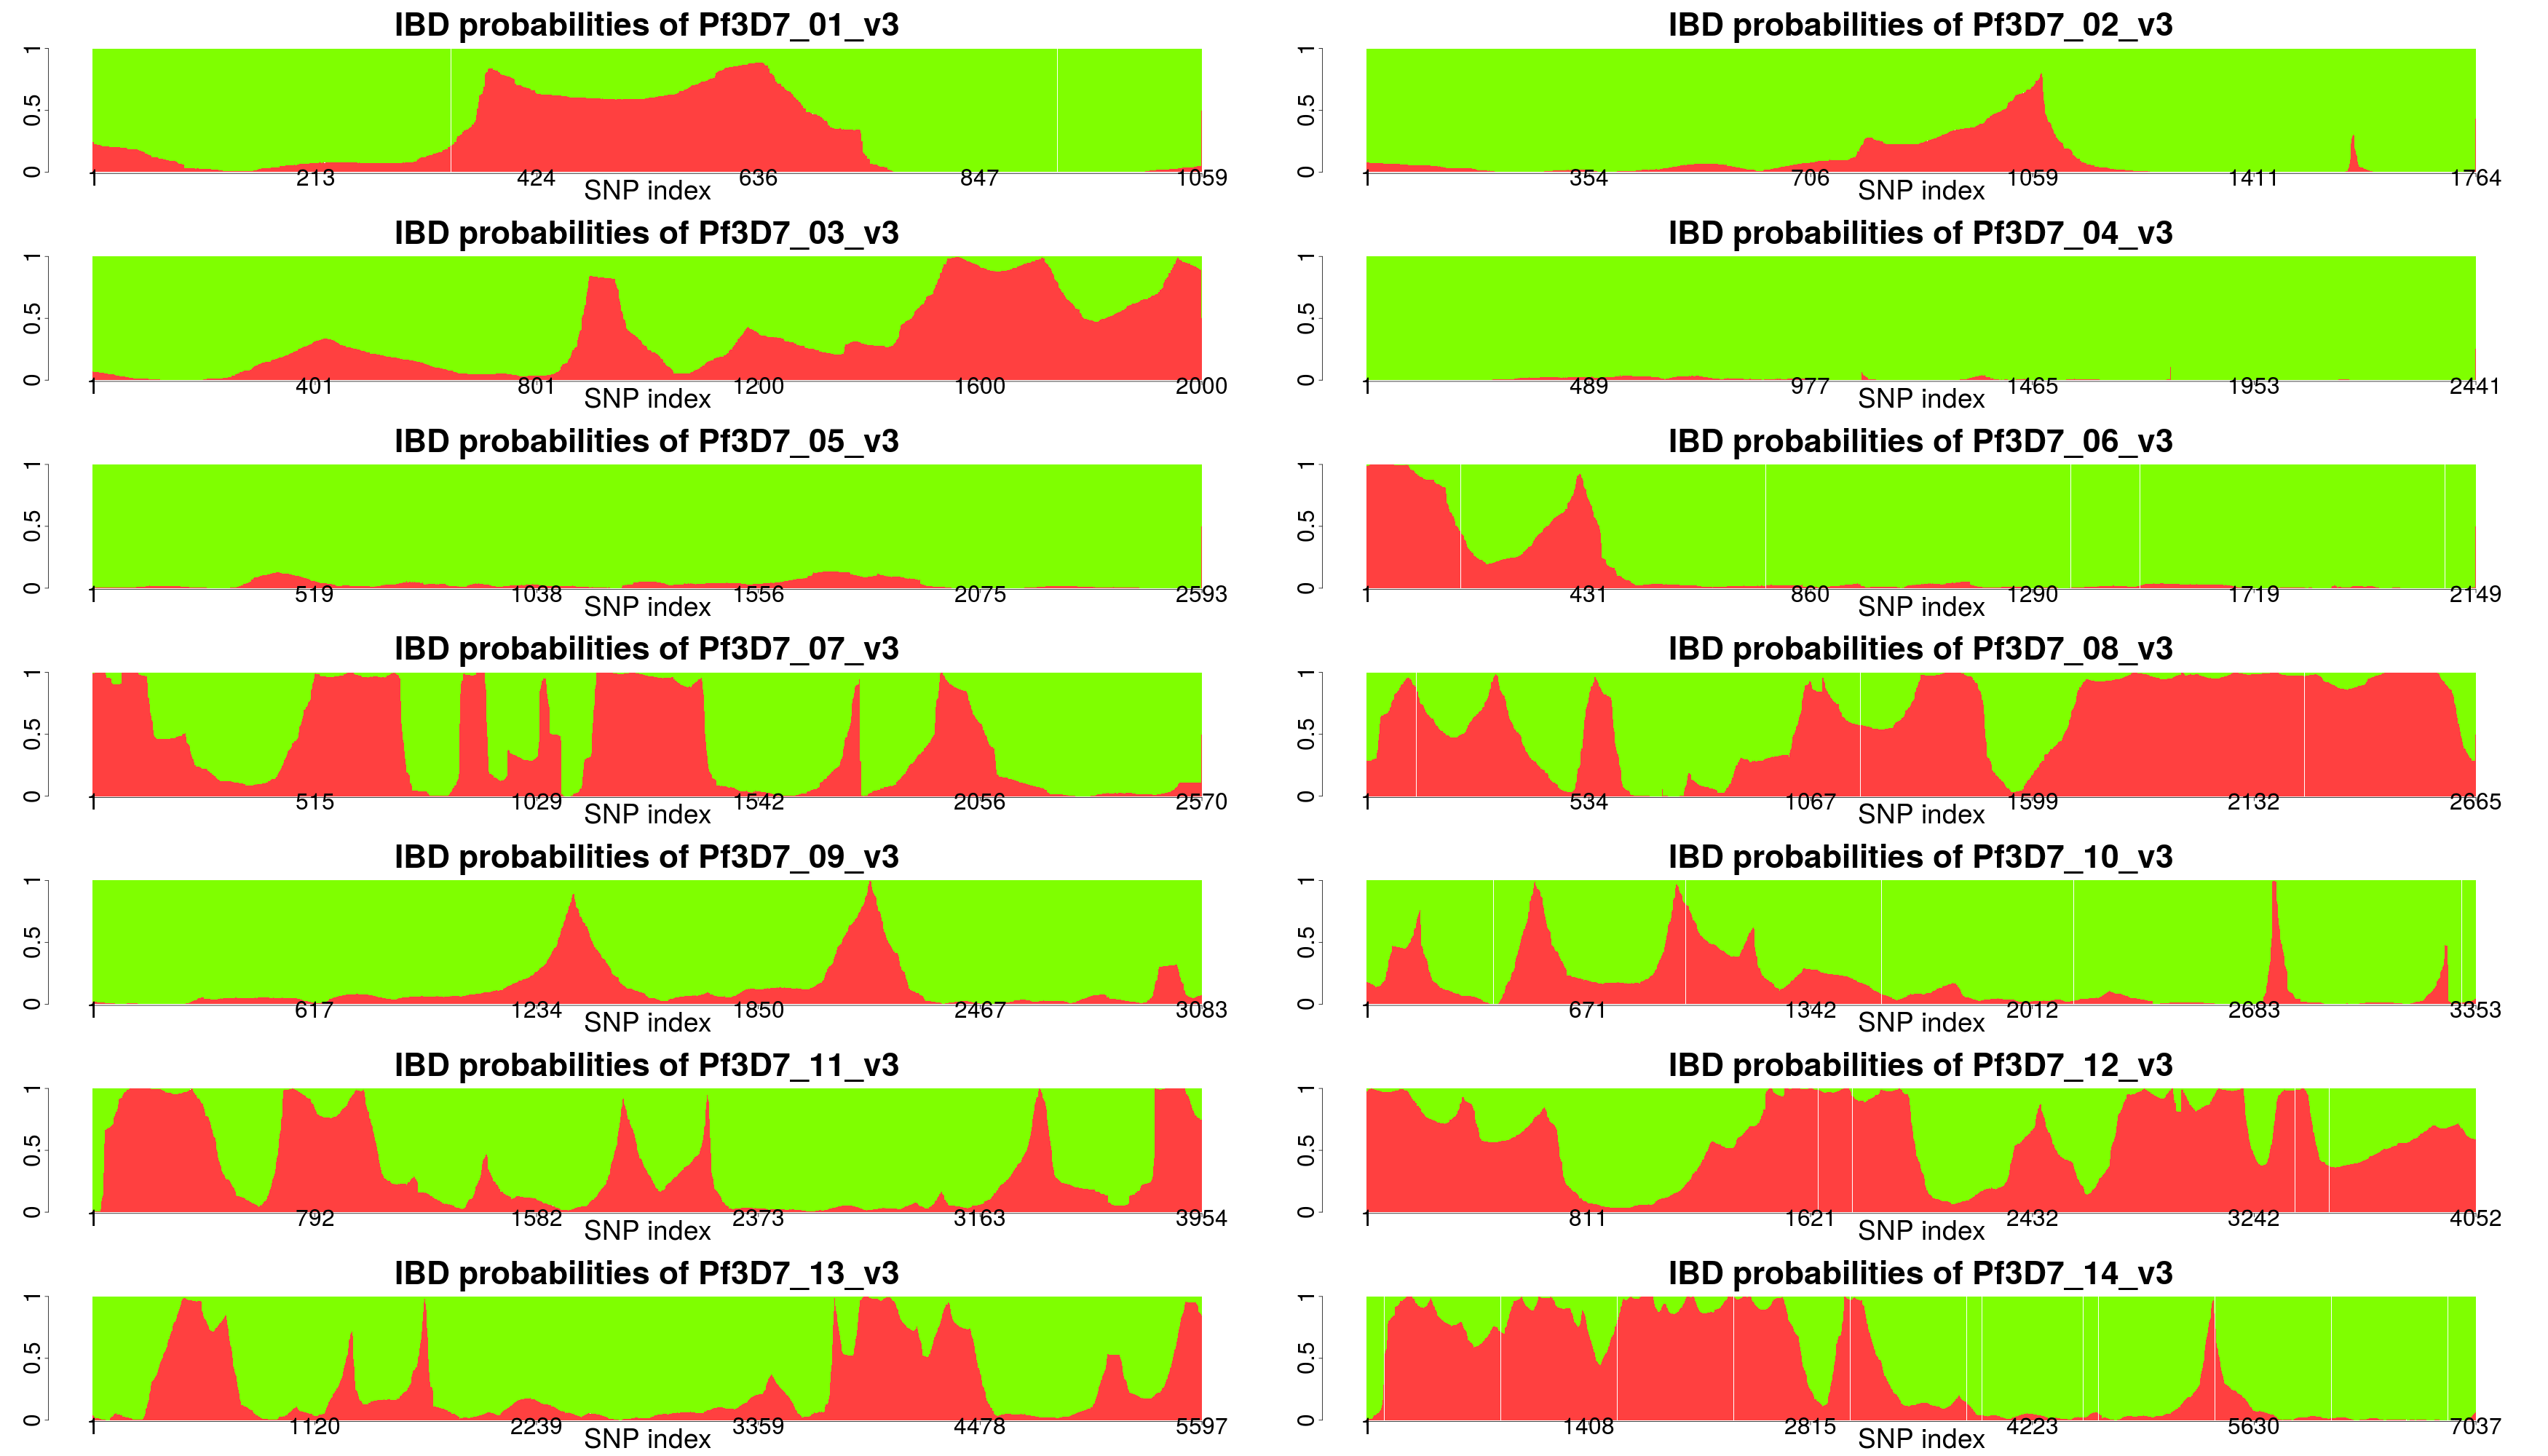 IBD probabilities of Pf3D7_01_v3
0 0.5 1
1 213 424 636 847 1059
SNP index
IBD probabilities of Pf3D7_02_v3
0 0.5 1
1 354 706 1059 1411 1764
SNP index
IBD probabilities of Pf3D7_03_v3
0 0.5 1
1 401 801 1200 1600 2000
SNP index
IBD probabilities of Pf3D7_04_v3
0 0.5 1
1 489 977 1465 1953 2441
SNP index
IBD probabilities of Pf3D7_05_v3
0 0.5 1
1 519 1038 1556 2075 2593
SNP index
IBD probabilities of Pf3D7_06_v3
0 0.5 1
1 431 860 1290 1719 2149
SNP index
IBD probabilities of Pf3D7_07_v3
0 0.5 1
1 515 1029 1542 2056 2570
SNP index
IBD probabilities of Pf3D7_08_v3
0 0.5 1
1 534 1067 1599 2132 2665
SNP index
IBD probabilities of Pf3D7_09_v3
0 0.5 1
1 617 1234 1850 2467 3083
SNP index
IBD probabilities of Pf3D7_10_v3
0 0.5 1
1 671 1342 2012 2683 3353
SNP index
IBD probabilities of Pf3D7_11_v3
0 0.5 1
1 792 1582 2373 3163 3954
SNP index
IBD probabilities of Pf3D7_12_v3
0 0.5 1
1 811 1621 2432 3242 4052
SNP index
IBD probabilities of Pf3D7_13_v3
0 0.5 1
1 1120 2239 3359 4478 5597
SNP index
IBD probabilities of Pf3D7_14_v3
0 0.5 1
1 1408 2815 4223 5630 7037
SNP index